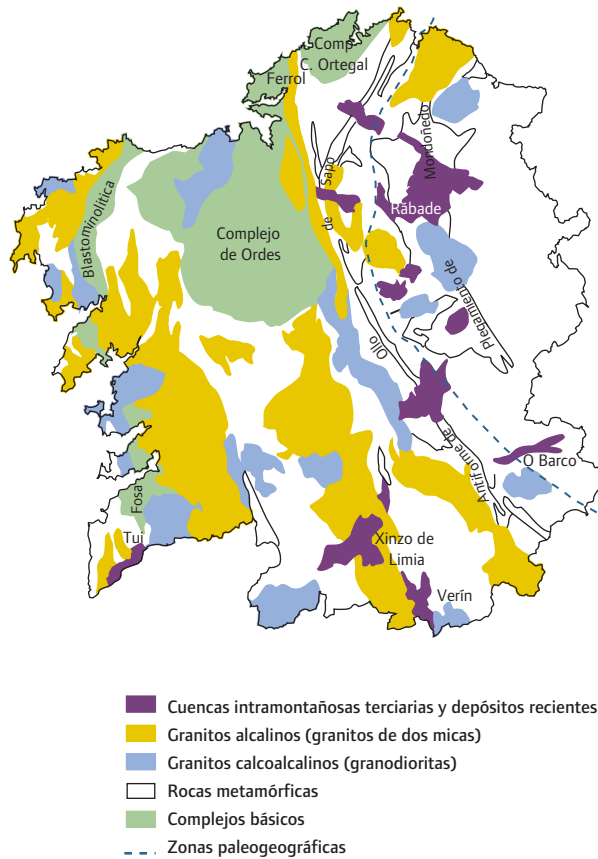 Comp
C. Ortegal
Ferrol
Mondoñedo
Sapo
de
Rábade
Blastominolítica
Complejo
de Ordes
Plegamiento de
Ollo
Antiforme de
O Barco
Fosa
Tui
Xinzo de
Limia
Verín
Cuencas intramontañosas terciarias y depósitos recientes
Granitos alcalinos (granitos de dos micas)
Granitos calcoalcalinos (granodioritas)
Rocas metamórficas
Complejos básicos
Zonas paleogeográficas